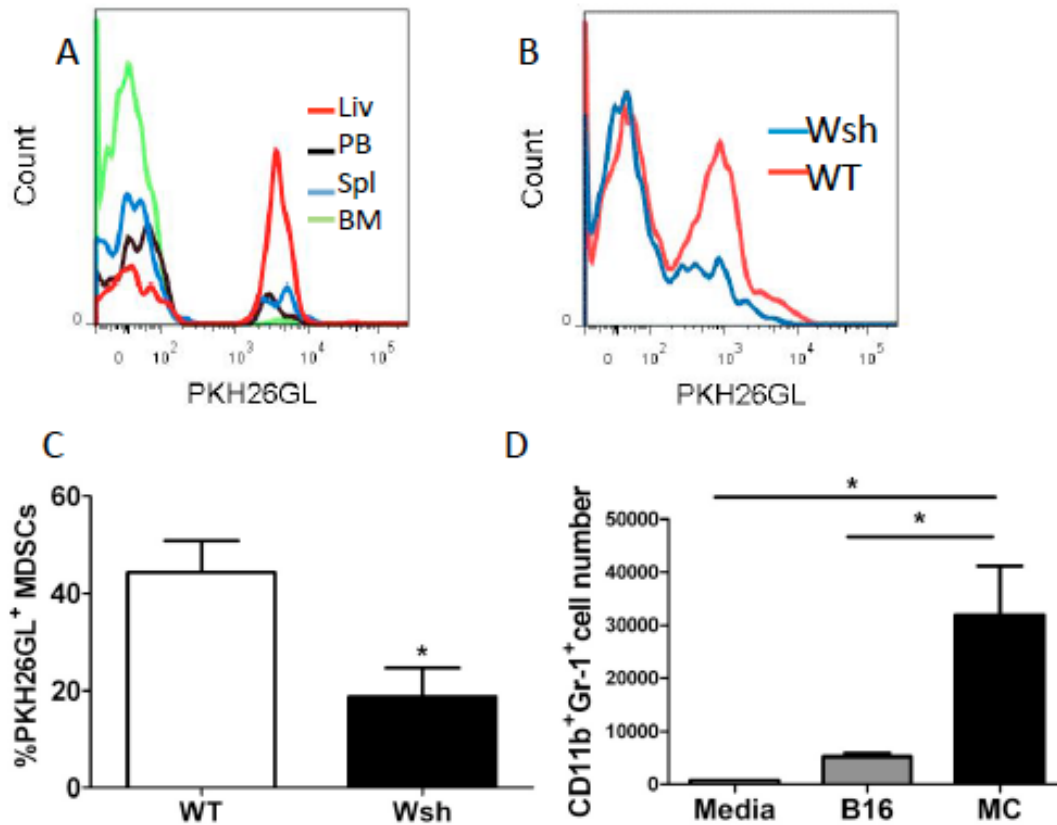 A
Count
Liv
PB
Spl
BM
0
0 10² 10³ 10⁴ 10⁵
PKH26GL
B
Count
Wsh
WT
0
0 10² 10³ 10⁴ 10⁵
PKH26GL
C
%PKH26GL⁺ MDSCs
60
40
20
0
*
WT Wsh
D
CD11b⁺Gr-1⁺cell number
*
*
50000
40000
30000
20000
10000
0
Media B16 MC